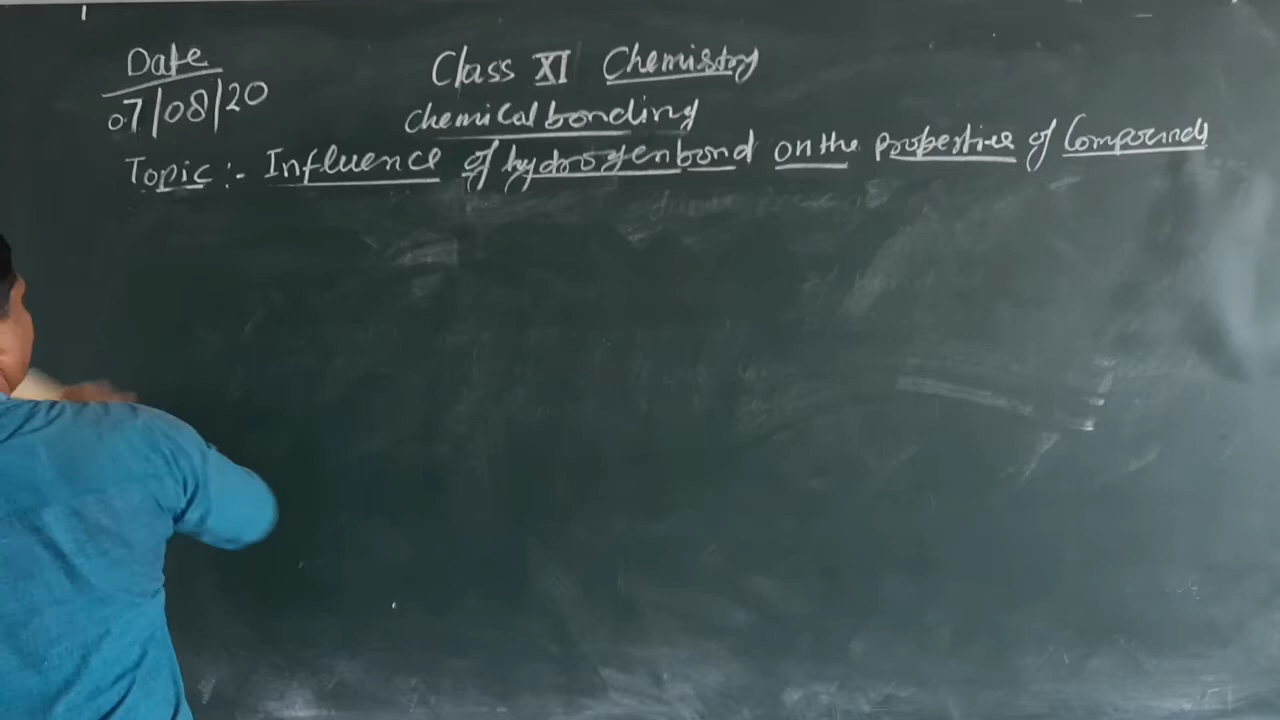 Date
07/08/20
Class XI Chemistry
Chemical bonding
Topic :- Influence of hydrogen bond on the properties of Compounds